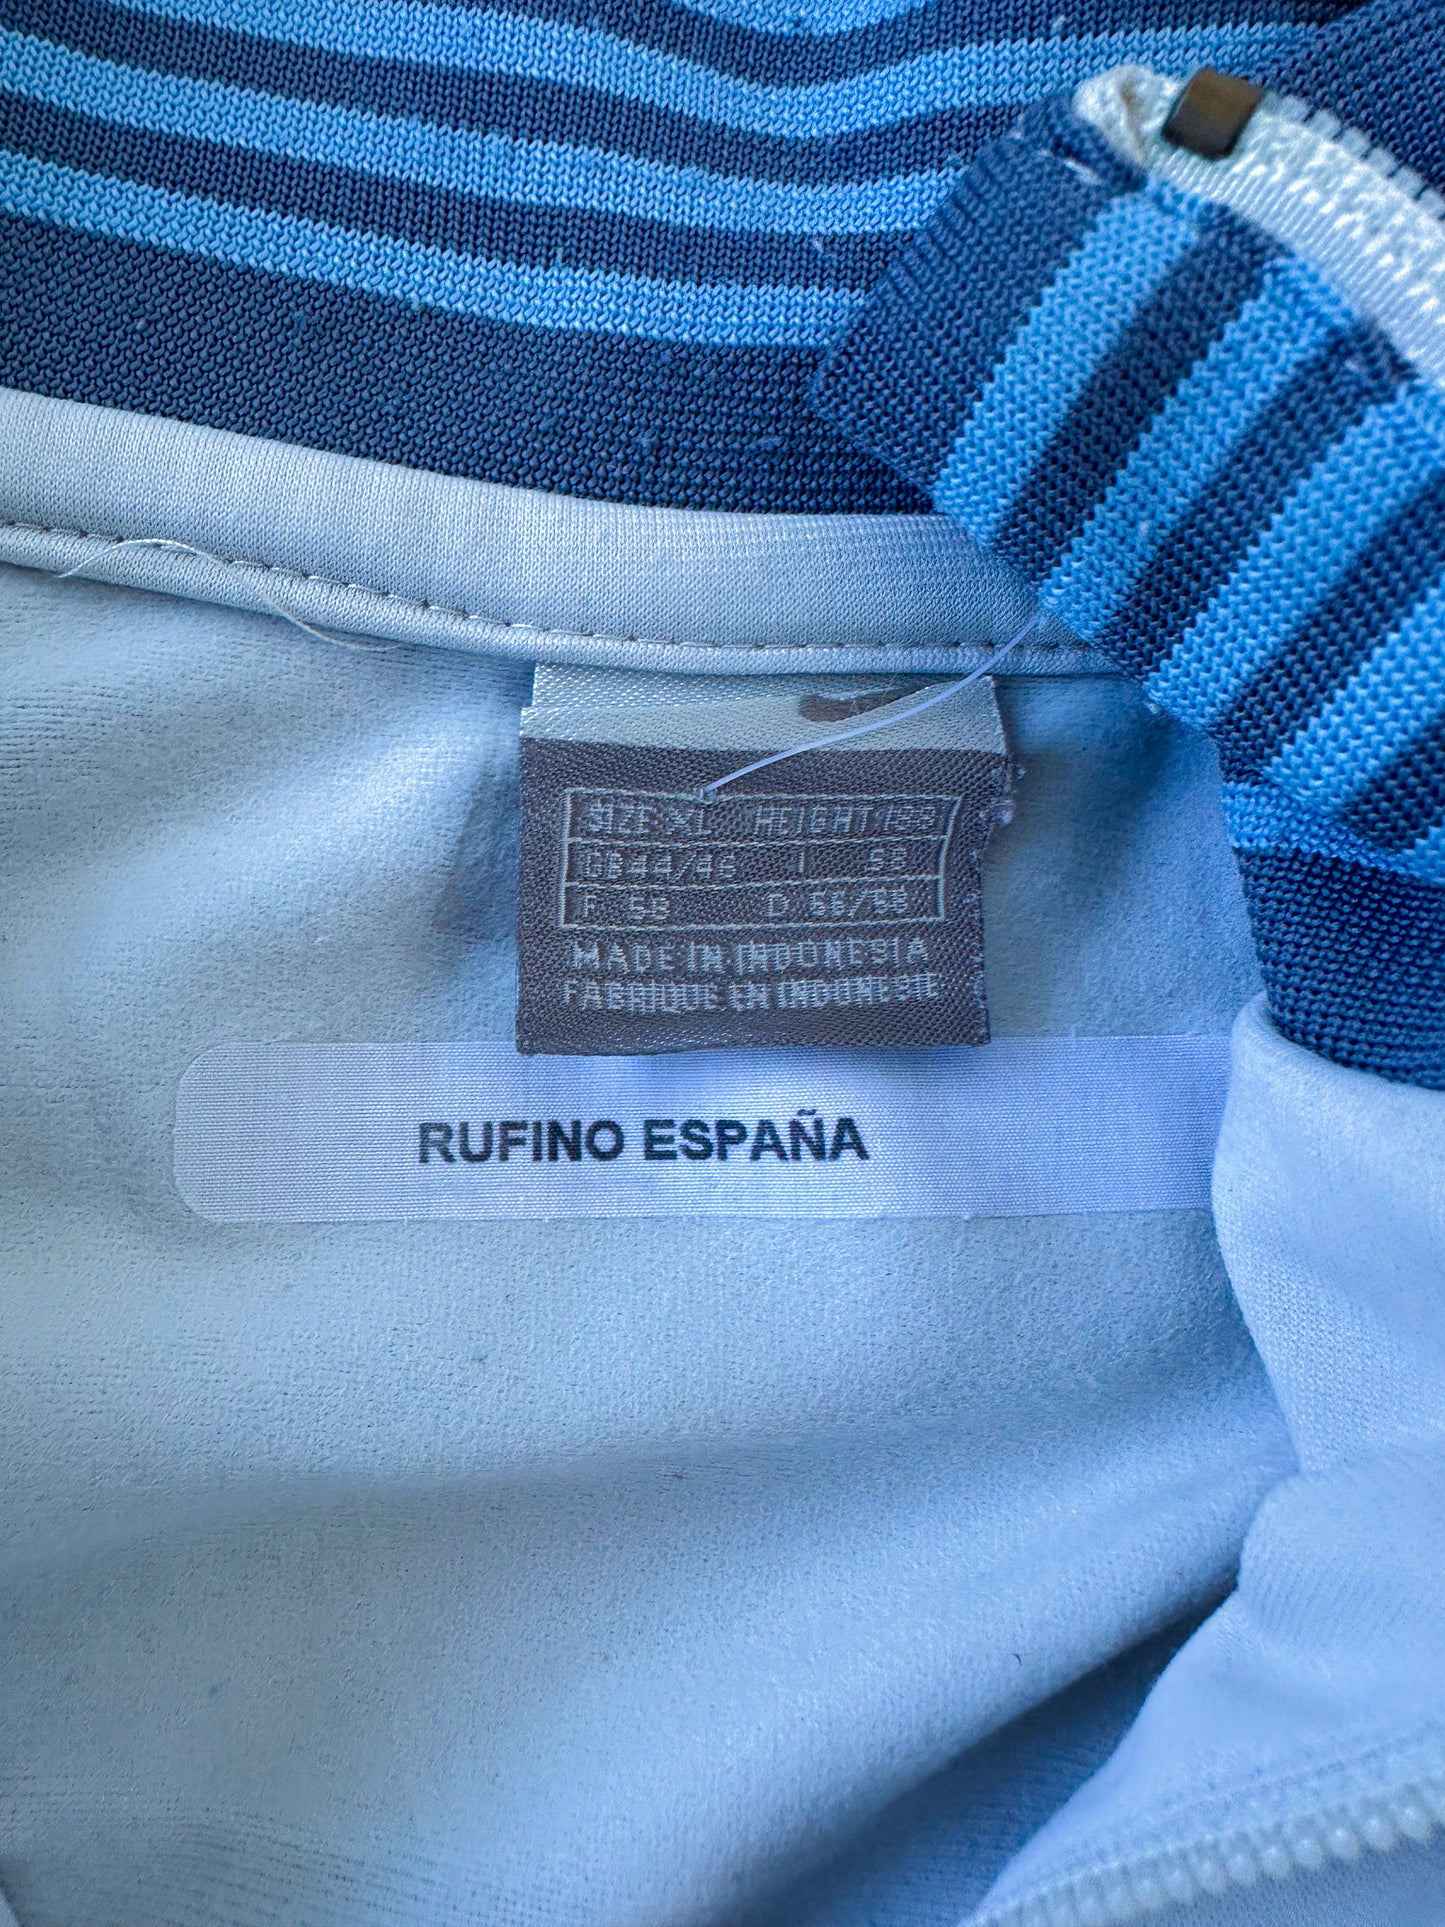 SIZE XL HEIGHT 188
GB 44/46 I 58
F 58 D 56/58
MADE IN INDONESIA
FABRIQUE EN INDONESIE
RUFINO ESPAÑA